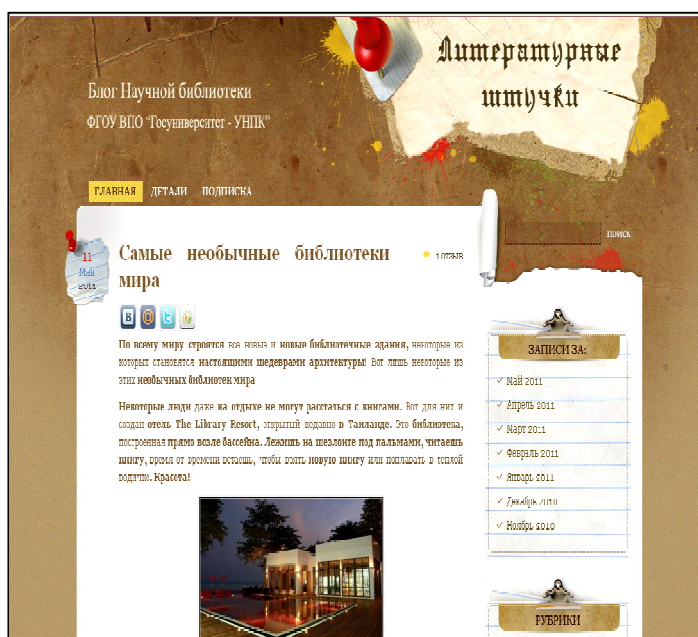 Литературные
штучки
Блог Научной библиотеки
ФГОУ ВПО "Госуниверситет - УНПК"
ГЛАВНАЯ ДЕТАЛИ ПОДПИСКА
поиск
11
Май
2011
Самые необычные библиотеки
мира
1 отзыв
По всему миру строятся все новые и новые библиотечные здания, некоторые из
которых становятся настоящими шедеврами архитектуры! Вот лишь некоторые из
этих необычных библиотек мира
Некоторые люди даже на отдыхе не могут расстаться с книгами. Вот для них и
создан отель The Library Resort, открытый недавно в Таиланде. Это библиотека,
построенная прямо возле бассейна. Лежишь на шезлонге под пальмами, читаешь
книгу, время от времени встаешь, чтобы взять новую книгу или поплавать в теплой
водичке. Красота!
ЗАПИСИ ЗА:
Май 2011
Апрель 2011
Март 2011
Февраль 2011
Январь 2011
Декабрь 2010
Ноябрь 2010
РУБРИКИ